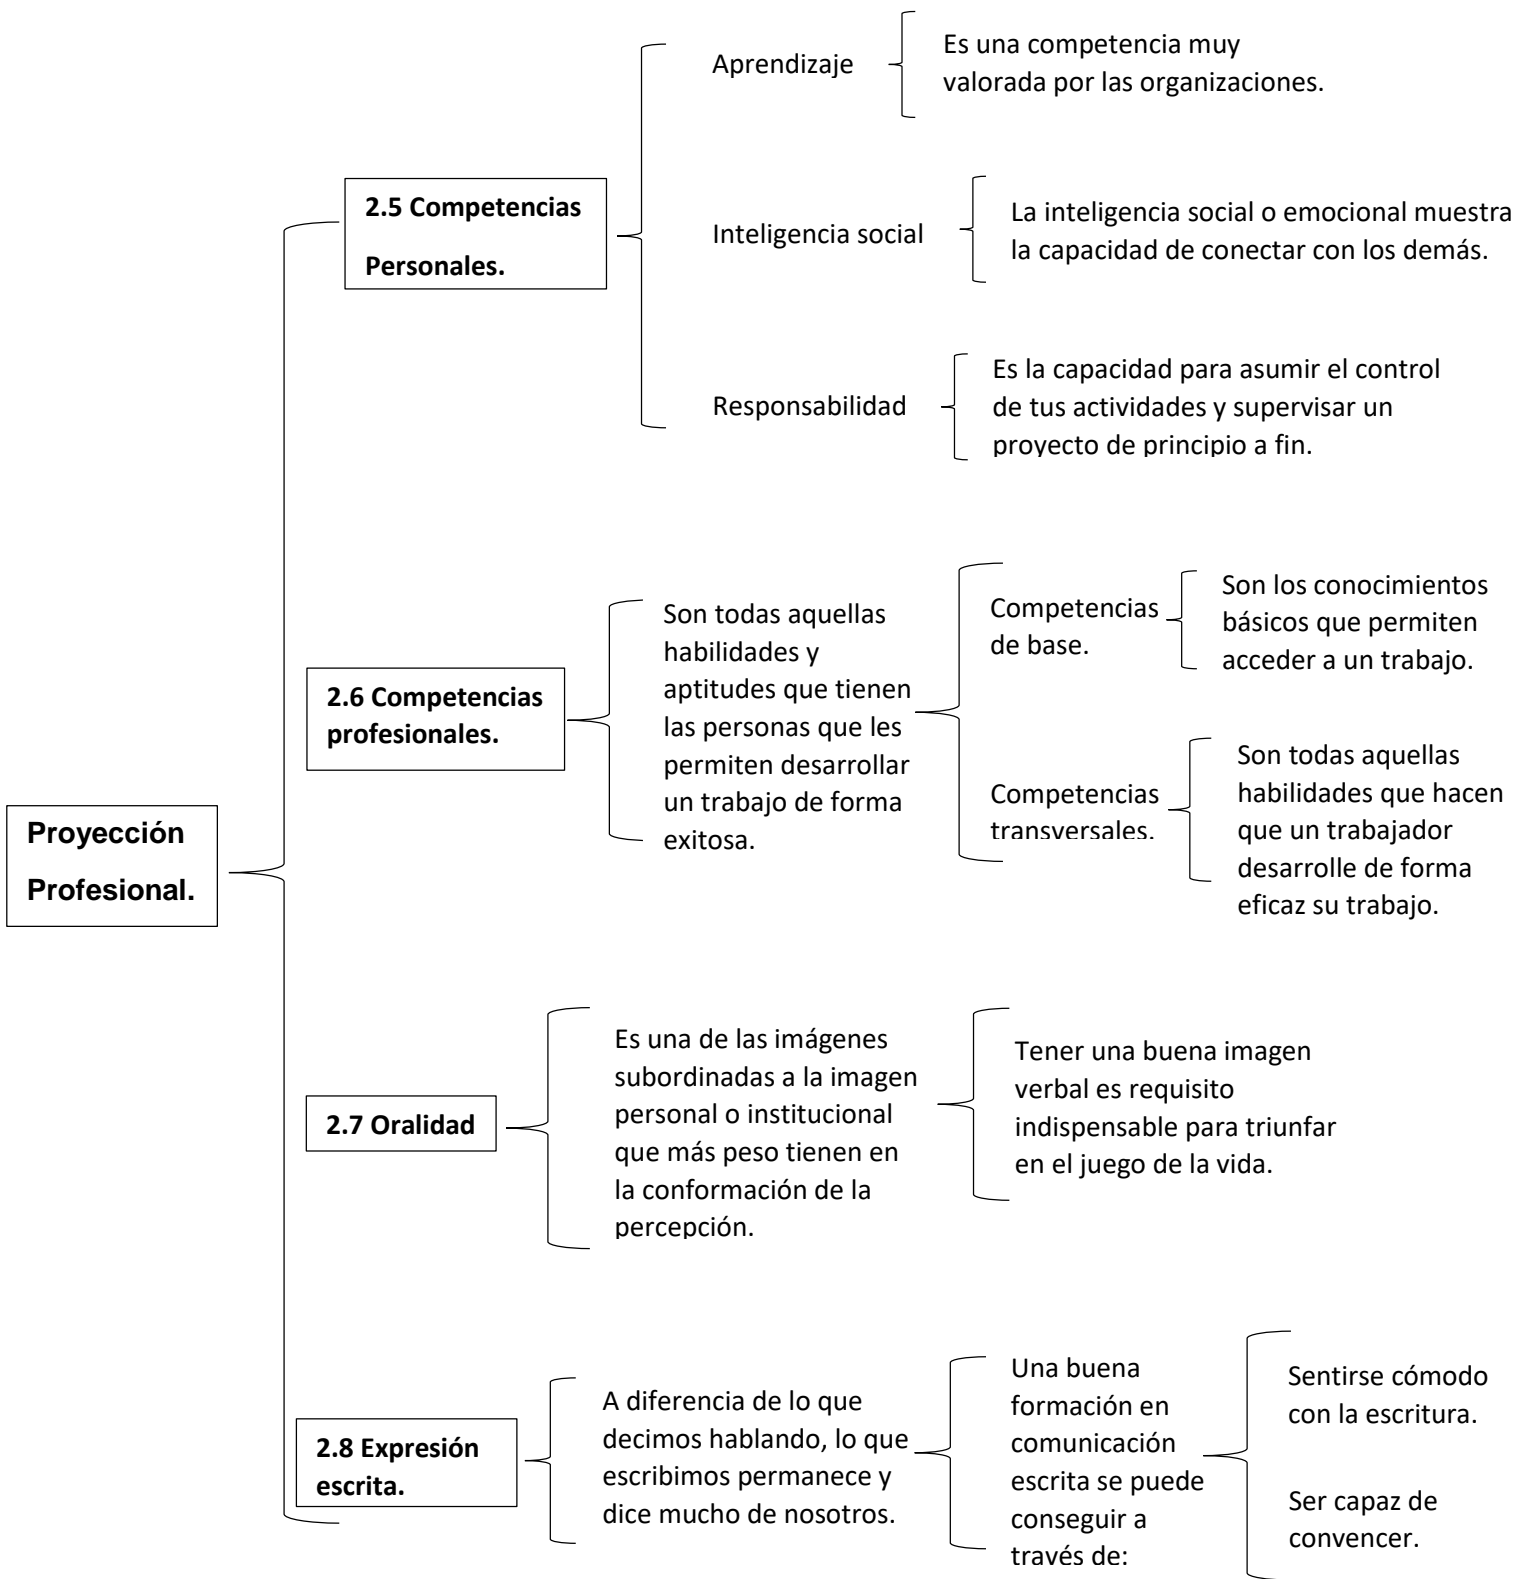 Proyección
Profesional.
2.5 Competencias
Personales.
Aprendizaje
Es una competencia muy
valorada por las organizaciones.
Inteligencia social
La inteligencia social o emocional muestra
la capacidad de conectar con los demás.
Responsabilidad
Es la capacidad para asumir el control
de tus actividades y supervisar un
proyecto de principio a fin.
2.6 Competencias
profesionales.
Son todas aquellas
habilidades y
aptitudes que tienen
las personas que les
permiten desarrollar
un trabajo de forma
exitosa.
Competencias
de base.
Son los conocimientos
básicos que permiten
acceder a un trabajo.
Competencias
transversales.
Son todas aquellas
habilidades que hacen
que un trabajador
desarrolle de forma
eficaz su trabajo.
2.7 Oralidad
Es una de las imágenes
subordinadas a la imagen
personal o institucional
que más peso tienen en
la conformación de la
percepción.
Tener una buena imagen
verbal es requisito
indispensable para triunfar
en el juego de la vida.
2.8 Expresión
escrita.
A diferencia de lo que
decimos hablando, lo que
escribimos permanece y
dice mucho de nosotros.
Una buena
formación en
comunicación
escrita se puede
conseguir a
través de:
Sentirse cómodo
con la escritura.
Ser capaz de
convencer.